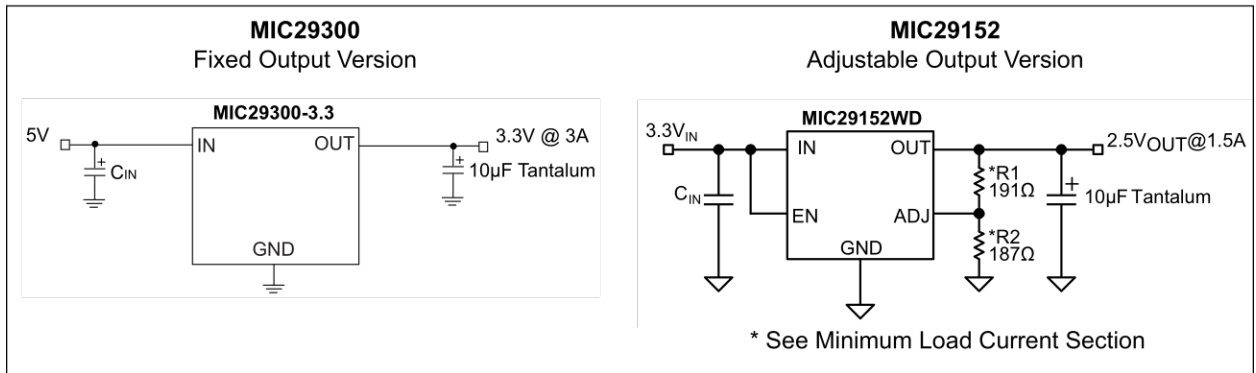 MIC29300
Fixed Output Version
MIC29300-3.3
5V
IN
OUT
3.3V @ 3A
+
CIN
+
10µF Tantalum
GND
MIC29152
Adjustable Output Version
MIC29152WD
3.3VIN
IN
OUT
2.5VOUT@1.5A
*R1
191Ω
CIN
+
10µF Tantalum
EN
ADJ
*R2
187Ω
GND
* See Minimum Load Current Section